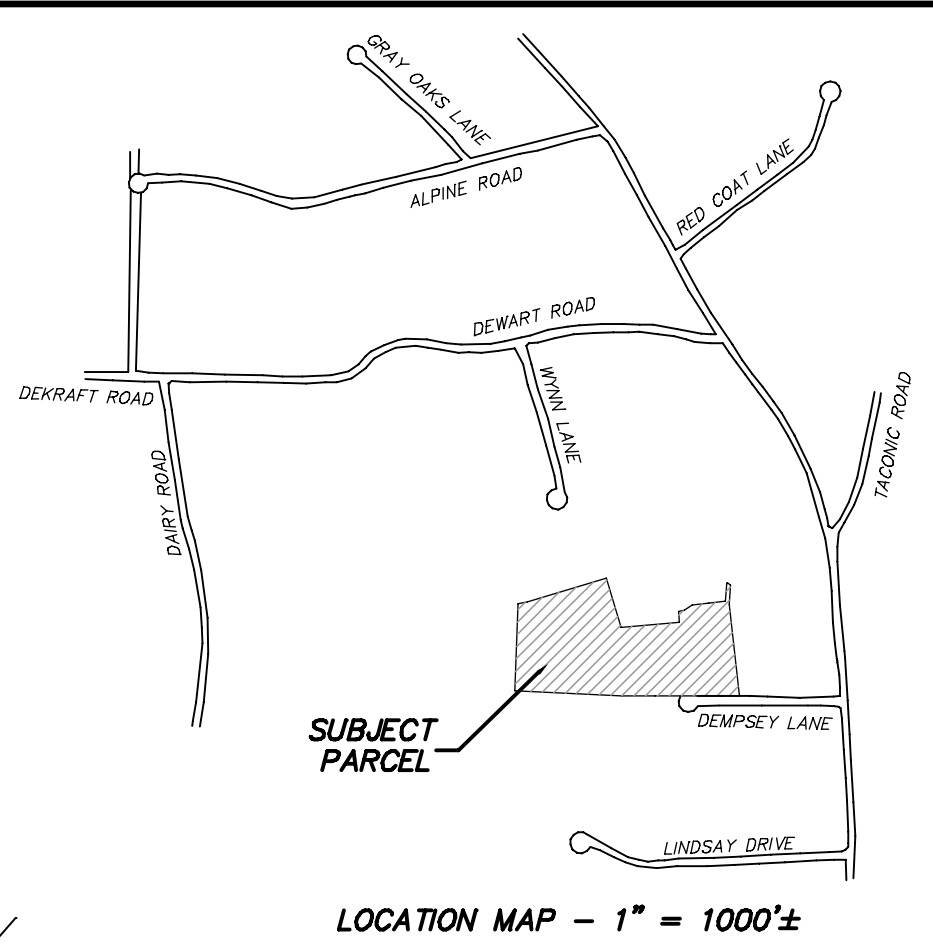 GRAY OAKS LANE
RED COAT LANE
ALPINE ROAD
DEWART ROAD
DEKRAFT ROAD
WYNN LANE
TACONIC ROAD
DAIRY ROAD
SUBJECT
PARCEL
DEMPSEY LANE
LINDSAY DRIVE
LOCATION MAP - 1" = 1000'±